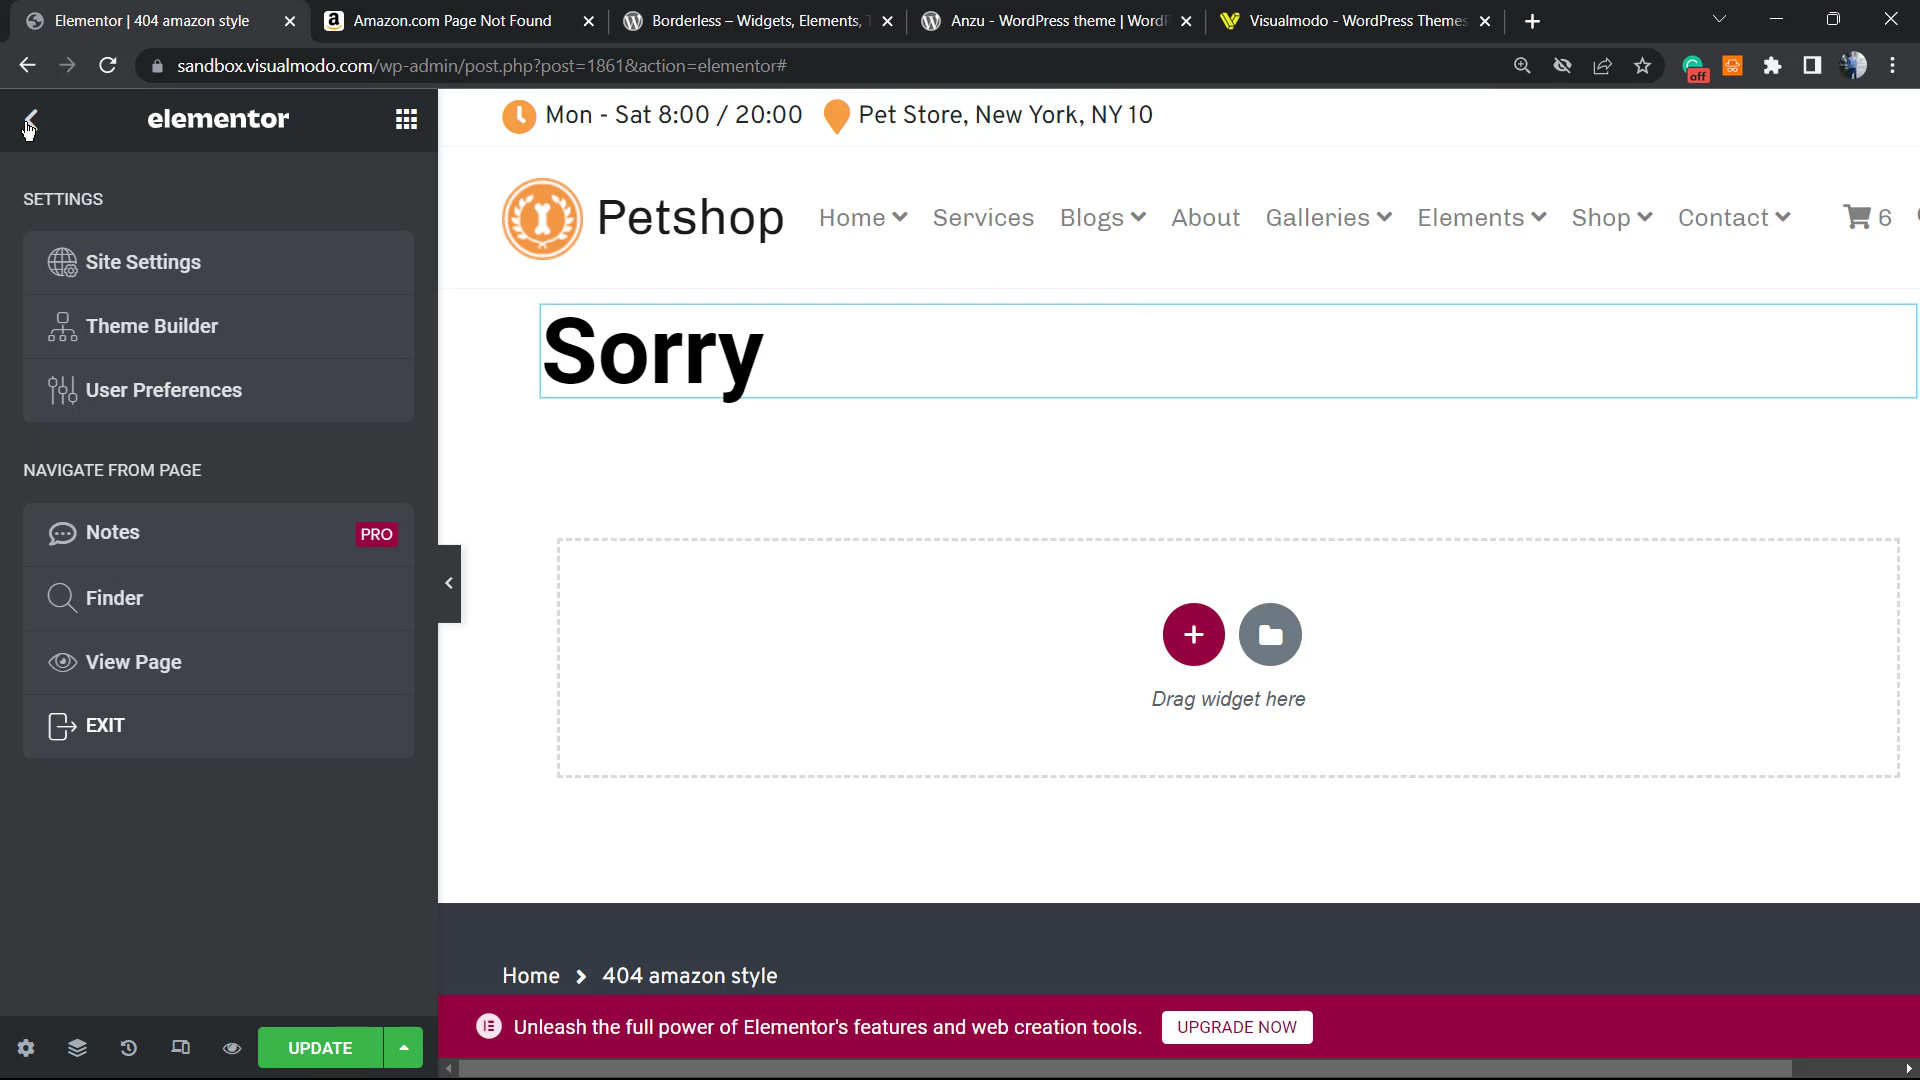 Elementor | 404 amazon style
Amazon.com Page Not Found
Borderless – Widgets, Elements,
Anzu - WordPress theme | Word
Visualmodo - WordPress Themes
sandbox.visualmodo.com/wp-admin/post.php?post=1861&action=elementor#
off
elementor
SETTINGS
Site Settings
Theme Builder
User Preferences
NAVIGATE FROM PAGE
Notes PRO
Finder
View Page
EXIT
UPDATE
Mon - Sat 8:00 / 20:00 Pet Store, New York, NY 10
Petshop Home Services Blogs About Galleries Elements Shop Contact 6
Sorry
Drag widget here
Home 404 amazon style
Unleash the full power of Elementor's features and web creation tools. UPGRADE NOW